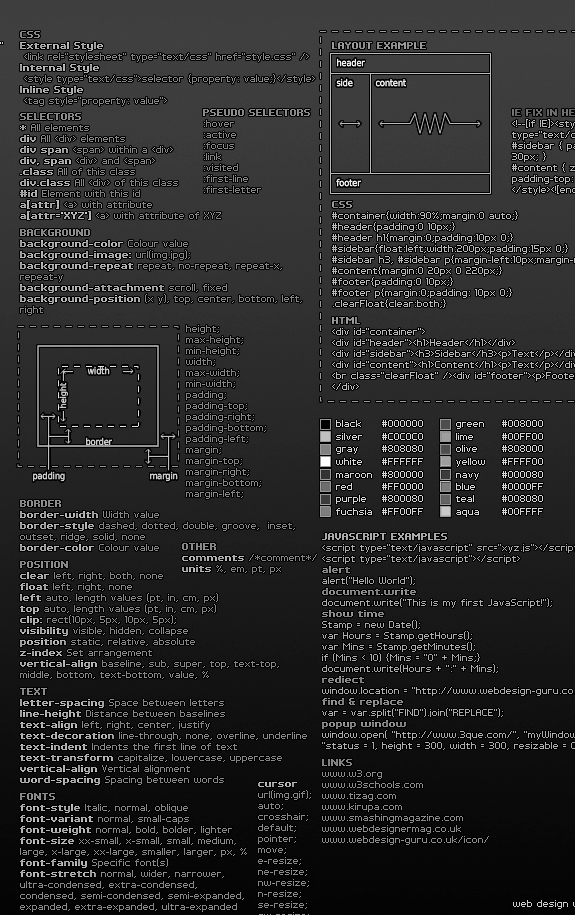 CSS
External Style
<link rel="stylesheet" type="text/css" href="style.css" />
Internal Style
<style type="text/css">selector {property: value;}</style>
Inline Style
<tag style="property: value">
SELECTORS
* All elements
div All <div> elements
div span <span> within a <div>
div, span <div> and <span>
.class All of this class
div.class All <div> of this class
#id Element with this id
a[attr] <a> with attribute
a[attr="XYZ"] <a> with attribute of XYZ
PSEUDO SELECTORS
:hover
:active
:focus
:link
:visited
:first-line
:first-letter
BACKGROUND
background-color Colour value
background-image: url(img.jpg);
background-repeat repeat, no-repeat, repeat-x,
repeat-y
background-attachment scroll, fixed
background-position (x y), top, center, bottom, left,
right
width
height
border
padding
margin
height;
max-height;
min-height;
width;
max-width;
min-width;
padding;
padding-top;
padding-right;
padding-bottom;
padding-left;
margin;
margin-top;
margin-right;
margin-bottom;
margin-left;
BORDER
border-width Width value
border-style dashed, dotted, double, groove, inset,
outset, ridge, solid, none
border-color Colour value
OTHER
comments /*comment*/
units %, em, pt, px
POSITION
clear left, right, both, none
float left, right, none
left auto, length values (pt, in, cm, px)
top auto, length values (pt, in, cm, px)
clip: rect(10px, 5px, 10px, 5px);
visibility visible, hidden, collapse
position static, relative, absolute
z-index Set arrangement
vertical-align baseline, sub, super, top, text-top,
middle, bottom, text-bottom, value, %
TEXT
letter-spacing Space between letters
line-height Distance between baselines
text-align left, right, center, justify
text-decoration line-through, none, overline, underline
text-indent Indents the first line of text
text-transform capitalize, lowercase, uppercase
vertical-align Vertical alignment
word-spacing Spacing between words
FONTS
font-style Italic, normal, oblique
font-variant normal, small-caps
font-weight normal, bold, bolder, lighter
font-size xx-small, x-small, small, medium,
large, x-large, xx-large, smaller, larger, px, %
font-family Specific font(s)
font-stretch normal, wider, narrower,
ultra-condensed, extra-condensed,
condensed, semi-condensed, semi-expanded,
expanded, extra-expanded, ultra-expanded
cursor
url(img.gif);
auto;
crosshair;
default;
pointer;
move;
e-resize;
ne-resize;
nw-resize;
n-resize;
se-resize;
LAYOUT EXAMPLE
header
side
content
footer
IE FIX IN HE
<!--[if IE]><sty
type="text/c
#sidebar { pa
30px; }
#content { z
padding-top:
</style><![end
CSS
#container{width:90%;margin:0 auto;}
#header{padding:0 10px;}
#header h1{margin:0;padding:10px 0;}
#sidebar{float:left;width:200px;padding:15px 0;}
#sidebar h3, #sidebar p{margin-left:10px;margin-r
#content{margin:0 20px 0 220px;}
#footer{padding:0 10px;}
#footer p{margin:0;padding: 10px 0;}
.clearFloat{clear:both;}
HTML
<div id="container">
<div id="header"><h1>Header</h1></div>
<div id="sidebar"><h3>Sidebar</h3><p>Text</p></di
<div id="content"><h1>Content</h1><p>Text</p></di
<br class="clearFloat" /><div id="footer"><p>Foote
</div>
black #000000 green #008000
silver #C0C0C0 lime #00FF00
gray #808080 olive #808000
white #FFFFFF yellow #FFFF00
maroon #800000 navy #000080
red #FF0000 blue #0000FF
purple #800080 teal #008080
fuchsia #FF00FF aqua #00FFFF
JAVASCRIPT EXAMPLES
<script type="text/javascript" src="xyz.js"></script
<script type="text/javascript"></script>
alert
alert("Hello World");
document.write
document.write("This is my first JavaScript!");
show time
Stamp = new Date();
var Hours = Stamp.getHours();
var Mins = Stamp.getMinutes();
if (Mins < 10) {Mins = "0" + Mins;}
document.write(Hours + ":" + Mins);
rediect
window.location = "http://www.webdesign-guru.co
find & replace
var = var.split("FIND").join("REPLACE");
popup window
window.open( "http://www.3que.com/", "myWindow
"status = 1, height = 300, width = 300, resizable = 0
LINKS
www.w3.org
www.w3schools.com
www.tizag.com
www.kirupa.com
www.smashingmagazine.com
www.webdesignermag.co.uk
www.webdesign-guru.co.uk/icon/
web design